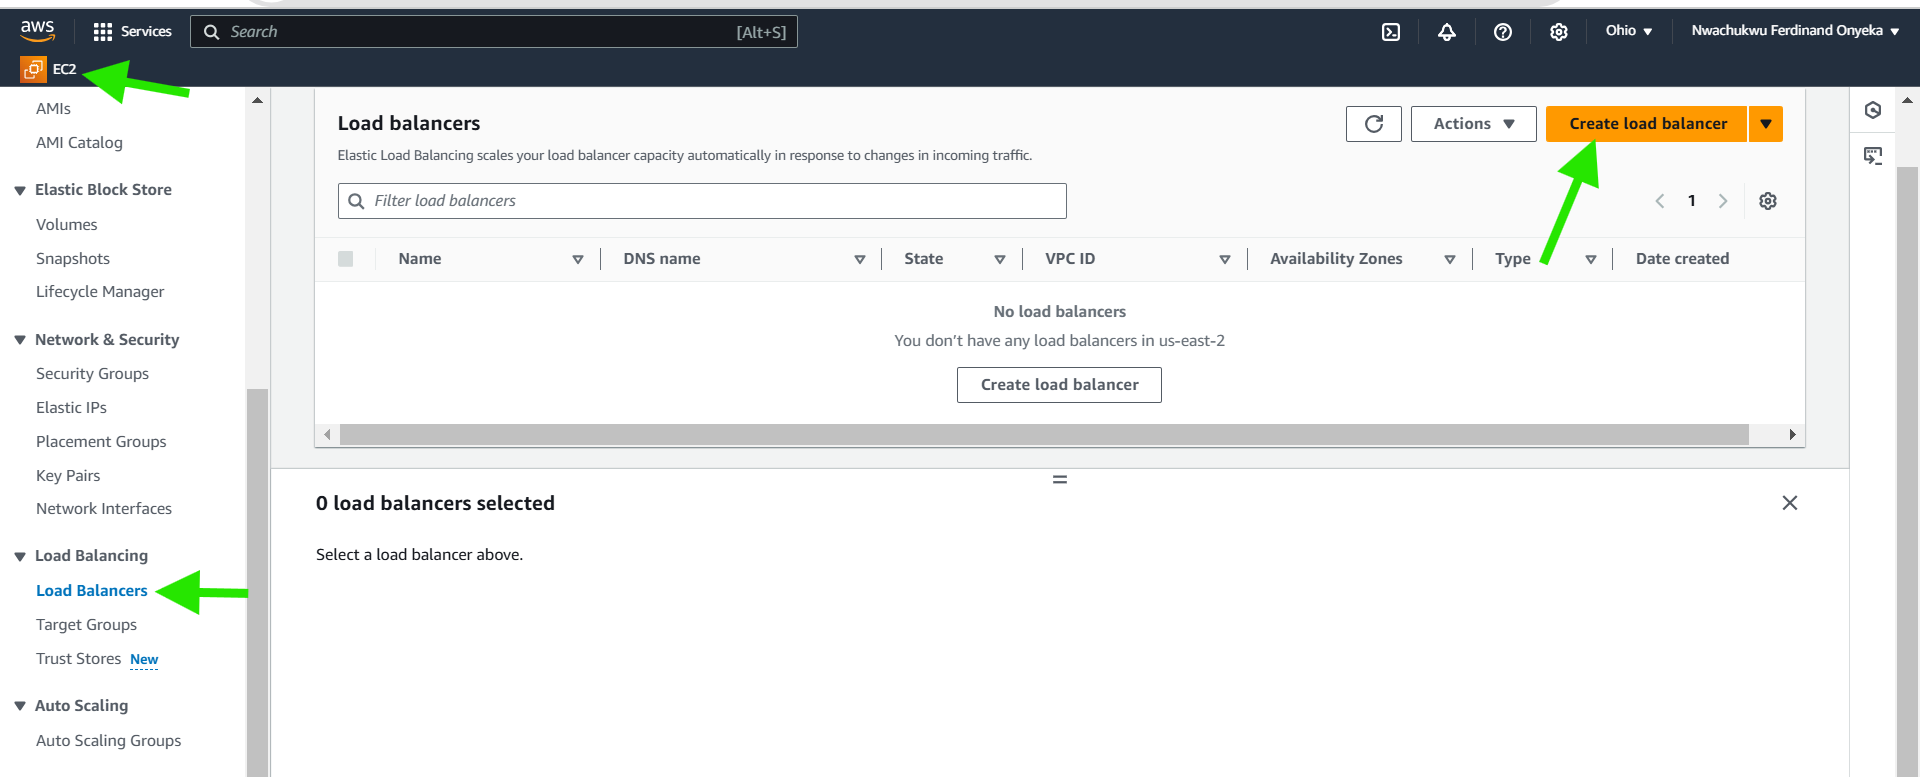 aws
Services
Search [Alt+S]
Ohio
Nwachukwu Ferdinand Onyeka
EC2
AMIs
AMI Catalog
Elastic Block Store
Volumes
Snapshots
Lifecycle Manager
Network & Security
Security Groups
Elastic IPs
Placement Groups
Key Pairs
Network Interfaces
Load Balancing
Load Balancers
Target Groups
Trust Stores New
Auto Scaling
Auto Scaling Groups
Load balancers
Actions
Create load balancer
Elastic Load Balancing scales your load balancer capacity automatically in response to changes in incoming traffic.
Filter load balancers
1
Name DNS name State VPC ID Availability Zones Type Date created
No load balancers
You don’t have any load balancers in us-east-2
Create load balancer
0 load balancers selected
Select a load balancer above.